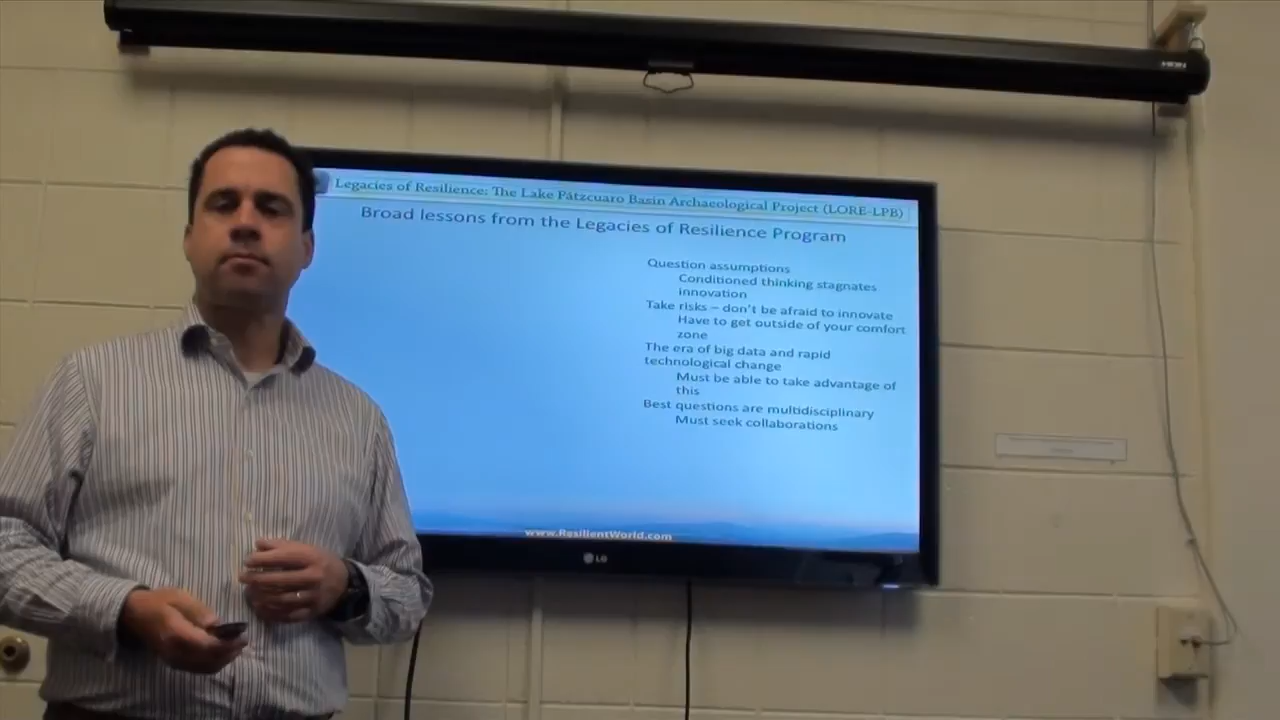 Legacies of Resilience: The Lake Pátzcuaro Basin Archaeological Project (LORE-LPB)
Broad lessons from the Legacies of Resilience Program
Question assumptions
Conditioned thinking stagnates
innovation
Take risks – don't be afraid to innovate
Have to get outside of your comfort
zone
The era of big data and rapid
technological change
Must be able to take advantage of
this
Best questions are multidisciplinary
Must seek collaborations
www.ResilientWorld.com
LG